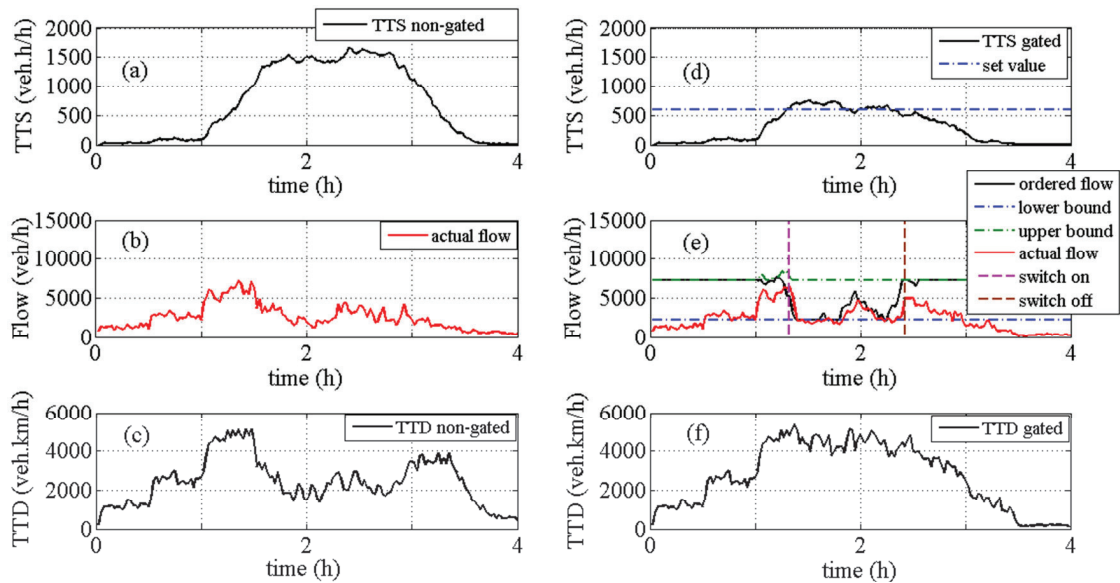 TTS (veh.h/h)
2000
1500
1000
500
0
(a)
TTS non-gated
0 2 4
time (h)
TTS (veh.h/h)
2000
1500
1000
500
0
(d)
TTS gated
set value
0 2 4
time (h)
Flow (veh/h)
15000
10000
5000
0
(b)
actual flow
0 2 4
time (h)
Flow (veh/h)
15000
10000
5000
0
(e)
ordered flow
lower bound
upper bound
actual flow
switch on
switch off
0 2 4
time (h)
TTD (veh.km/h)
6000
4000
2000
0
(c)
TTD non-gated
0 2 4
time (h)
TTD (veh.km/h)
6000
4000
2000
0
(f)
TTD gated
0 2 4
time (h)